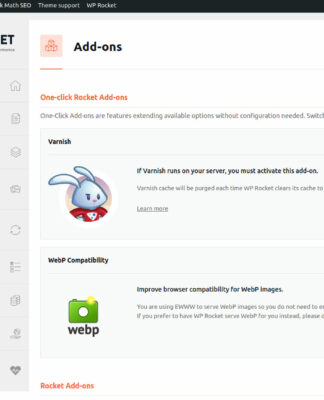 k Math SEO Theme support WP Rocket
ET
Add-ons
One-click Rocket Add-ons
One-Click Add-ons are features extending available options without configuration needed. Switc
Varnish
If Varnish runs on your server, you must activate this add-on.
Varnish cache will be purged each time WP Rocket clears its cache to
Learn more
WebP Compatibility
Improve browser compatibility for WebP images.
You are using EWWW to serve WebP images so you do not need to e
If you prefer to have WP Rocket serve WebP for you instead, please d
webp
Rocket Add-ons